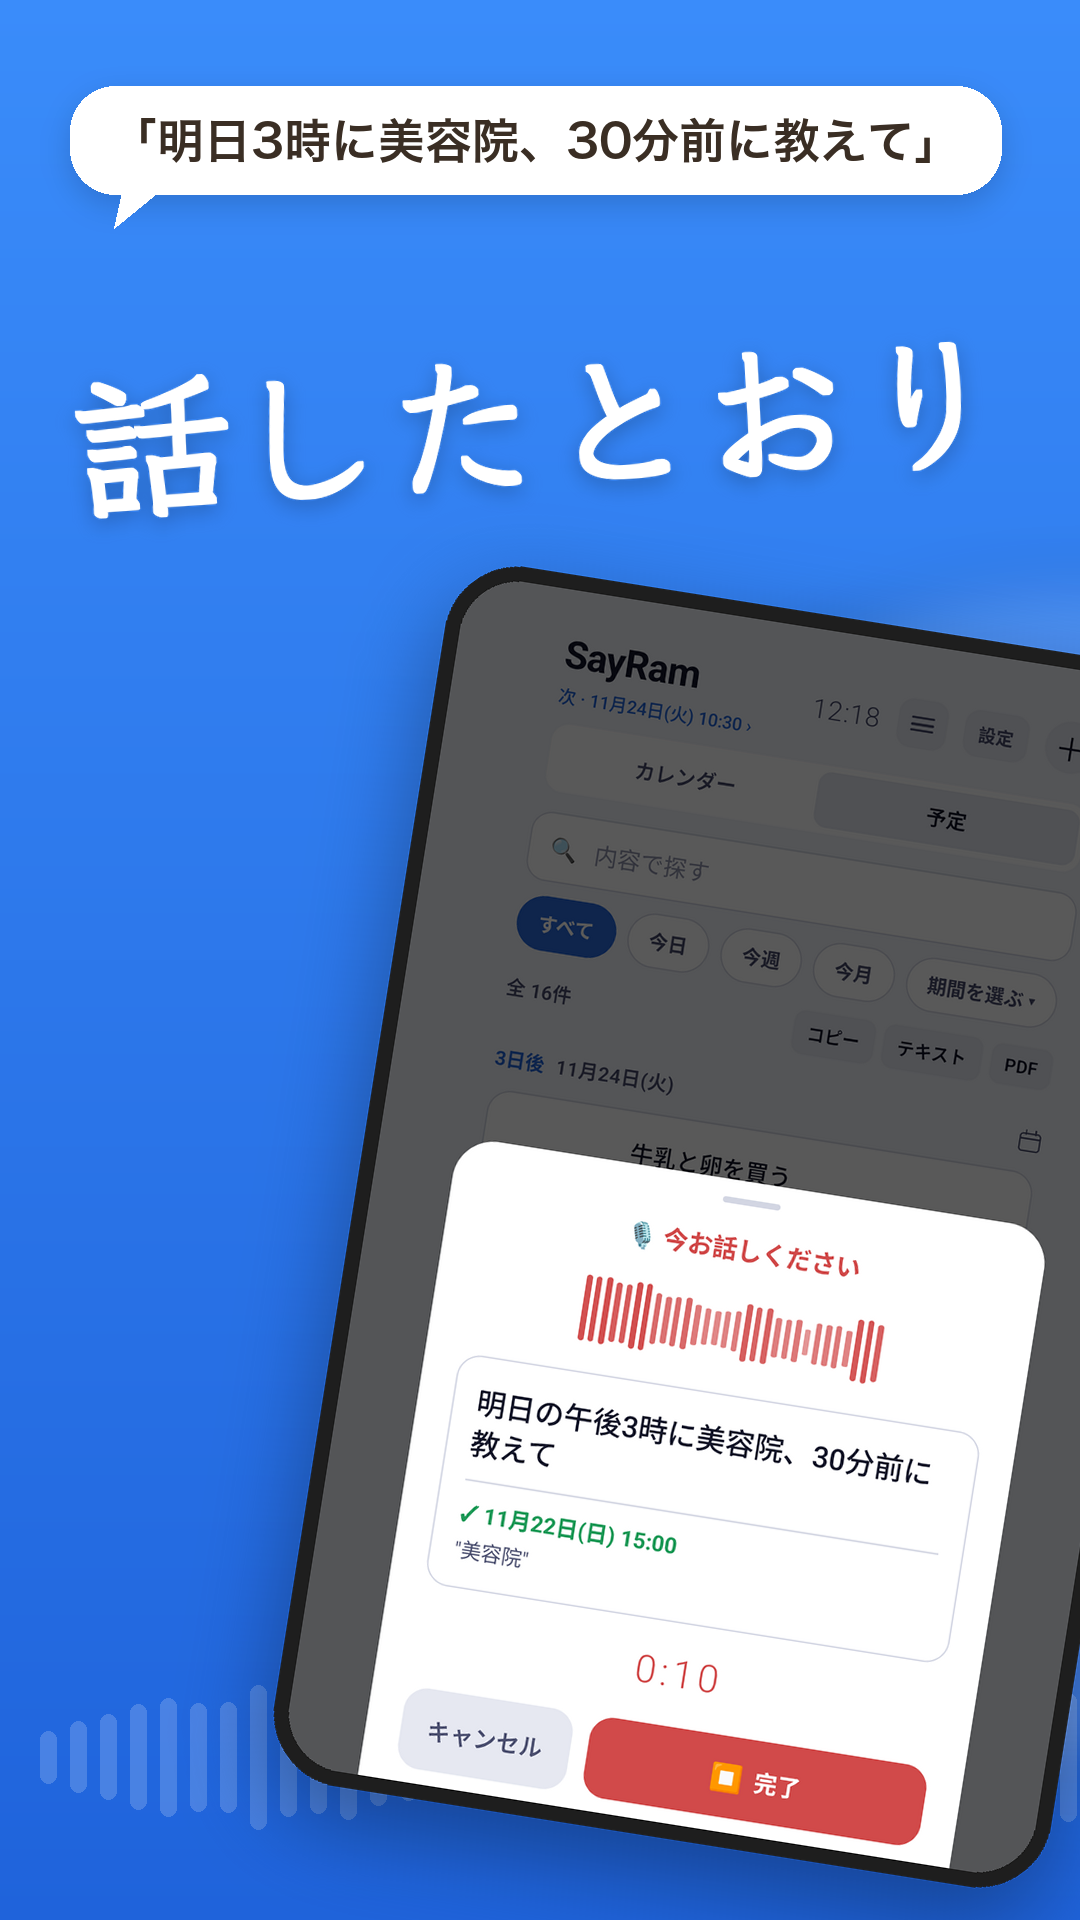 「明日3時に美容院、30分前に教えて」
話したとおり
SayRam
次・11月24日(火) 10:30 ›
12:18
設定
カレンダー
予定
内容で探す
すべて
今日
今週
今月
期間を選ぶ ▾
全 16件
コピー
テキスト
PDF
3日後 11月24日(火)
牛乳と卵を買う
今お話しください
明日の午後3時に美容院、30分前に
教えて
✓ 11月22日(日) 15:00
"美容院"
0:10
キャンセル
完了